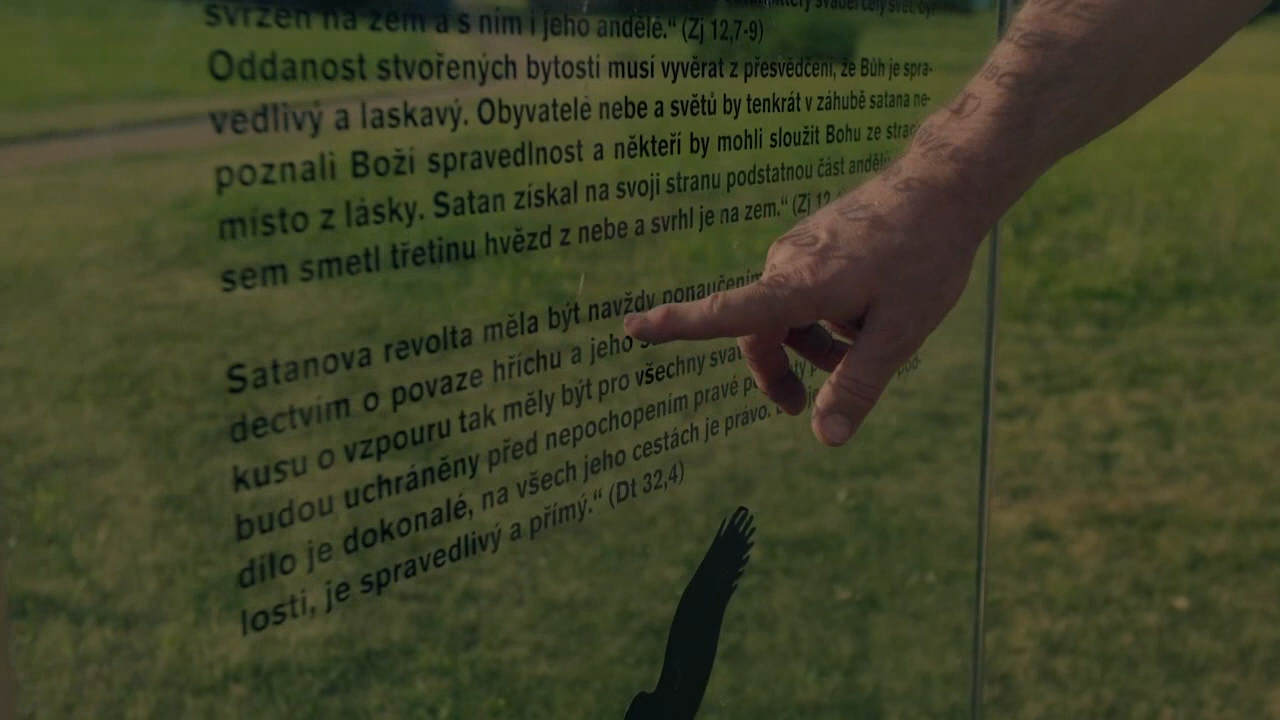 svržen na zem a s ním i jeho andělé.“ (Zj 12,7-9)
Oddanost stvořených bytostí musí vyvěrat z přesvědčení, že Bůh je spra-
vedlivý a laskavý. Obyvatelé nebe a světů by tenkrát v záhubě satana ne-
poznali Boží spravedlnost a někteří by mohli sloužit Bohu ze
místo z lásky. Satan získal na svoji stranu podstatnou část
sem smetl třetinu hvězd z nebe a svrhl je na zem.“ (Zj
Satanova revolta měla být navždy ponaučením
dectvím o povaze hříchu a jeho
kusu o vzpouru tak měly být pro všechny
budou uchráněny před nepochopením pravé
dílo je dokonalé, na všech jeho cestách je právo.
losti, je spravedlivý a přímý.“ (Dt 32,4)